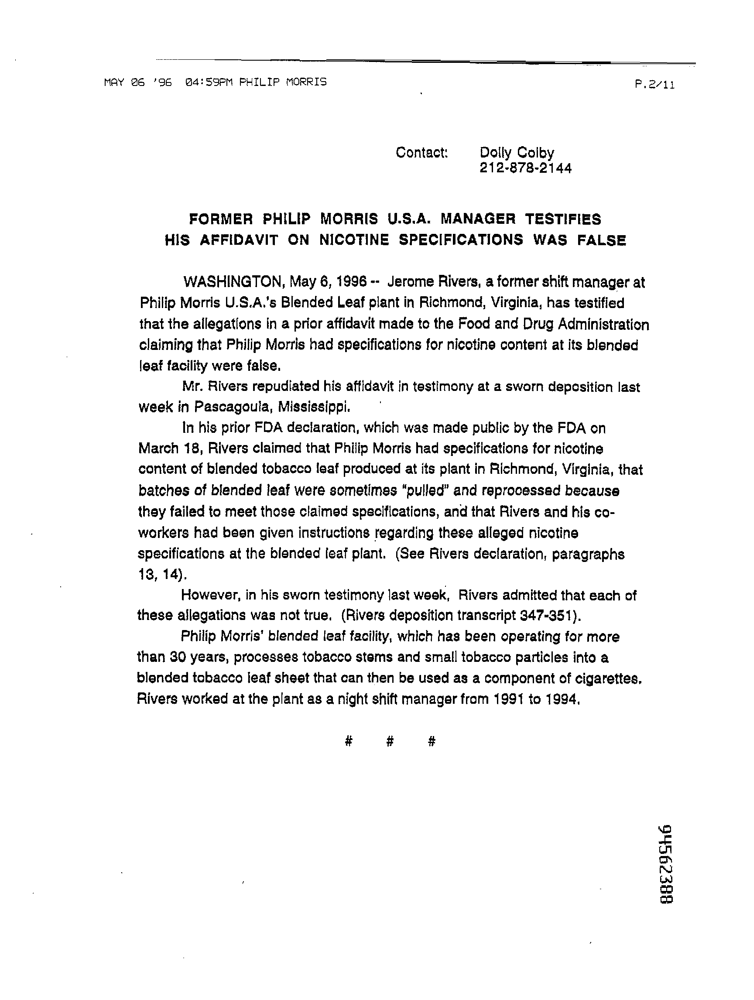 MAY 06 '96 04:59PM PHILIP MORRIS P.2/11
Contact: Dolly Colby
212-878-2144
FORMER PHILIP MORRIS U.S.A. MANAGER TESTIFIES
HIS AFFIDAVIT ON NICOTINE SPECIFICATIONS WAS FALSE
WASHINGTON, May 6, 1996 -- Jerome Rivers, a former shift manager at
Philip Morris U.S.A.'s Blended Leaf plant in Richmond, Virginia, has testified
that the allegations in a prior affidavit made to the Food and Drug Administration
claiming that Philip Morris had specifications for nicotine content at its blended
leaf facility were false.
Mr. Rivers repudiated his affidavit in testimony at a sworn deposition last
week in Pascagoula, Mississippi.
In his prior FDA declaration, which was made public by the FDA on
March 18, Rivers claimed that Philip Morris had specifications for nicotine
content of blended tobacco leaf produced at its plant in Richmond, Virginia, that
batches of blended leaf were sometimes "pulled" and reprocessed because
they failed to meet those claimed specifications, and that Rivers and his co-
workers had been given instructions regarding these alleged nicotine
specifications at the blended leaf plant. (See Rivers declaration, paragraphs
13, 14).
However, in his sworn testimony last week, Rivers admitted that each of
these allegations was not true. (Rivers deposition transcript 347-351).
Philip Morris' blended leaf facility, which has been operating for more
than 30 years, processes tobacco stems and small tobacco particles into a
blended tobacco leaf sheet that can then be used as a component of cigarettes.
Rivers worked at the plant as a night shift manager from 1991 to 1994.
# # #
94562388